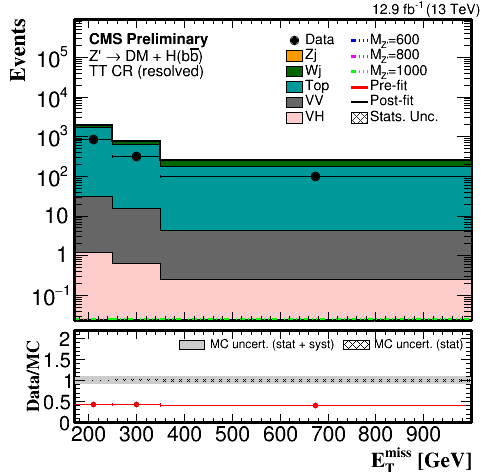 12.9 fb⁻¹ (13 TeV)
CMS Preliminary
Z' → DM + H(bb̅)
TT CR (resolved)
Data
Zj
Wj
Top
VV
VH
M_Z'=600
M_Z'=800
M_Z'=1000
Pre-fit
Post-fit
Stats. Unc.
Events
10⁵
10⁴
10³
10²
10
1
10⁻¹
MC uncert. (stat + syst)
MC uncert. (stat)
Data/MC
2
1.5
1
0.5
0
200 300 400 500 600 700 800 900
E_T^miss [GeV]